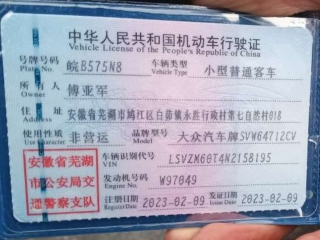 中华人民共和国机动车行驶证
Vehicle License of the People's Republic of China
号牌号码 皖B575N8 车辆类型 小型普通客车
Plate No. Vehicle Type
所有人 傅亚军
Owner
住址 安徽省芜湖市鸠江区白茆镇永胜行政村第七自然村01B
Address
使用性质 非营运 品牌型号 大众汽车牌SVW64712CV
Use Character Model
安徽省芜湖
市公安局交
通警察支队
车辆识别代号 LSVZM60T4N2158195
VIN
发动机号码 W97049
Engine No.
注册日期 2023-02-09 发证日期 2023-02-09
Register Date Issue Date